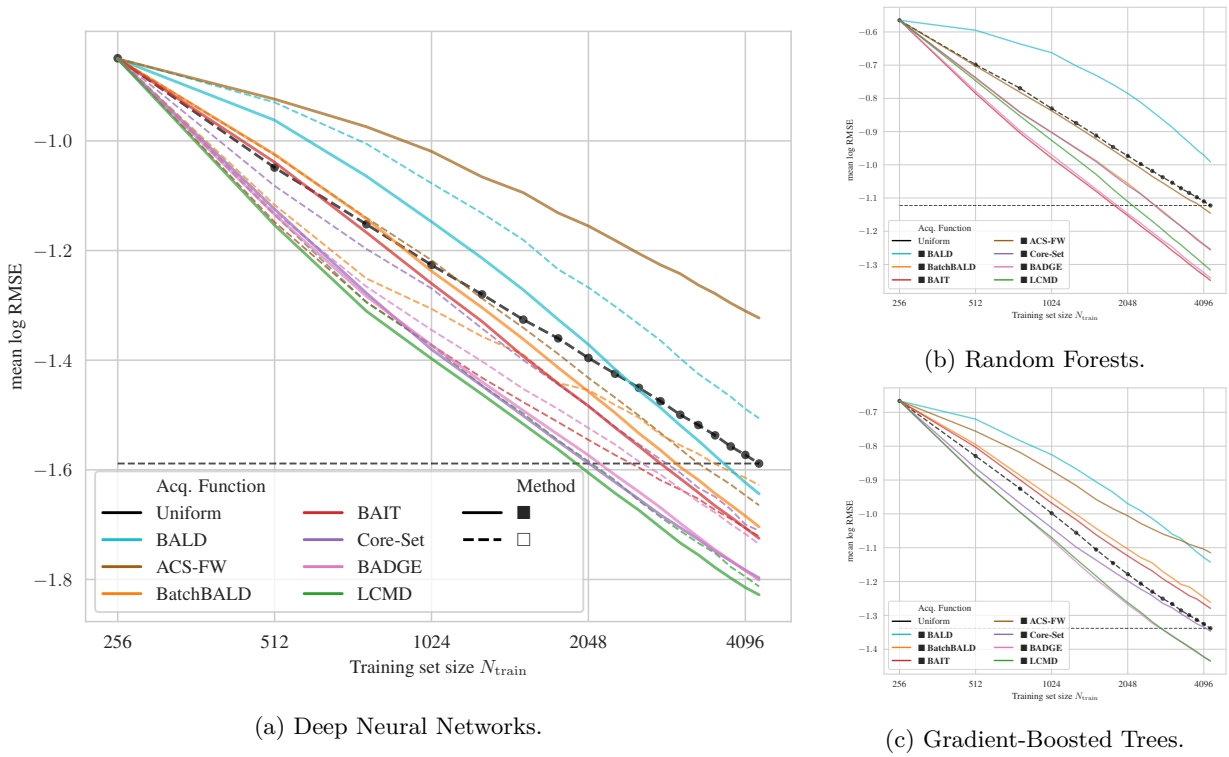 mean log RMSE
−1.0
−1.2
−1.4
−1.6
−1.8
Acq. Function
Uniform
BALD
ACS-FW
BatchBALD
BAIT
Core-Set
BADGE
LCMD
Method
■
□
256
512
1024
2048
4096
Training set size N_train
(a) Deep Neural Networks.
mean log RMSE
−0.6
−0.7
−0.8
−0.9
−1.0
−1.1
−1.2
−1.3
Acq. Function
Uniform
■ BALD
■ BatchBALD
■ BAIT
■ ACS-FW
■ Core-Set
■ BADGE
■ LCMD
256
512
1024
2048
4096
Training set size N_train
(b) Random Forests.
mean log RMSE
−0.7
−0.8
−0.9
−1.0
−1.1
−1.2
−1.3
−1.4
Acq. Function
Uniform
■ BALD
■ BatchBALD
■ BAIT
■ ACS-FW
■ Core-Set
■ BADGE
■ LCMD
256
512
1024
2048
4096
Training set size N_train
(c) Gradient-Boosted Trees.